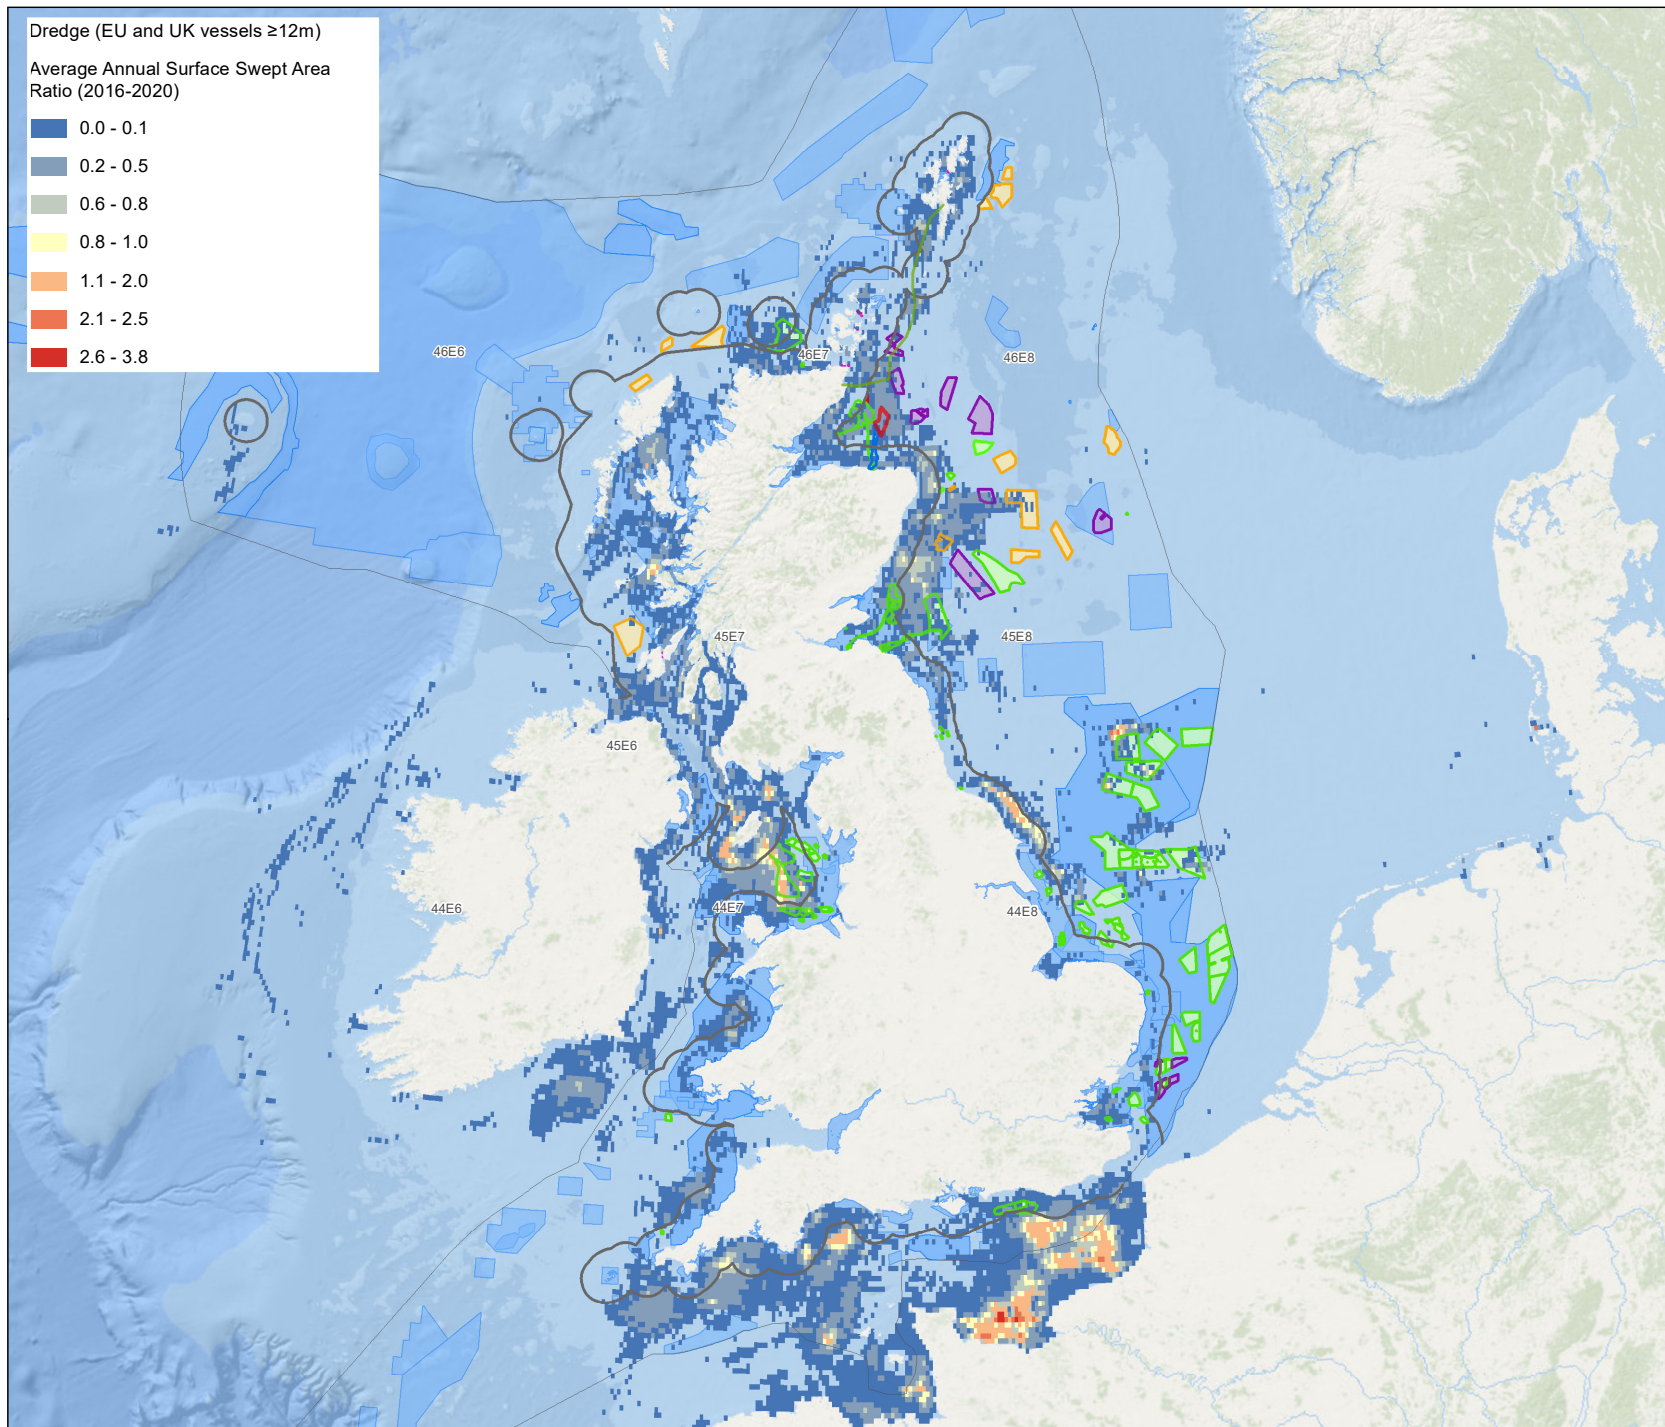 Dredge (EU and UK vessels ≥12m)
Average Annual Surface Swept Area
Ratio (2016-2020)
0.0 - 0.1
0.2 - 0.5
0.6 - 0.8
0.8 - 1.0
1.1 - 2.0
2.1 - 2.5
2.6 - 3.8
46E6
46E7
46E8
45E7
45E8
45E6
44E6
44E7
44E8